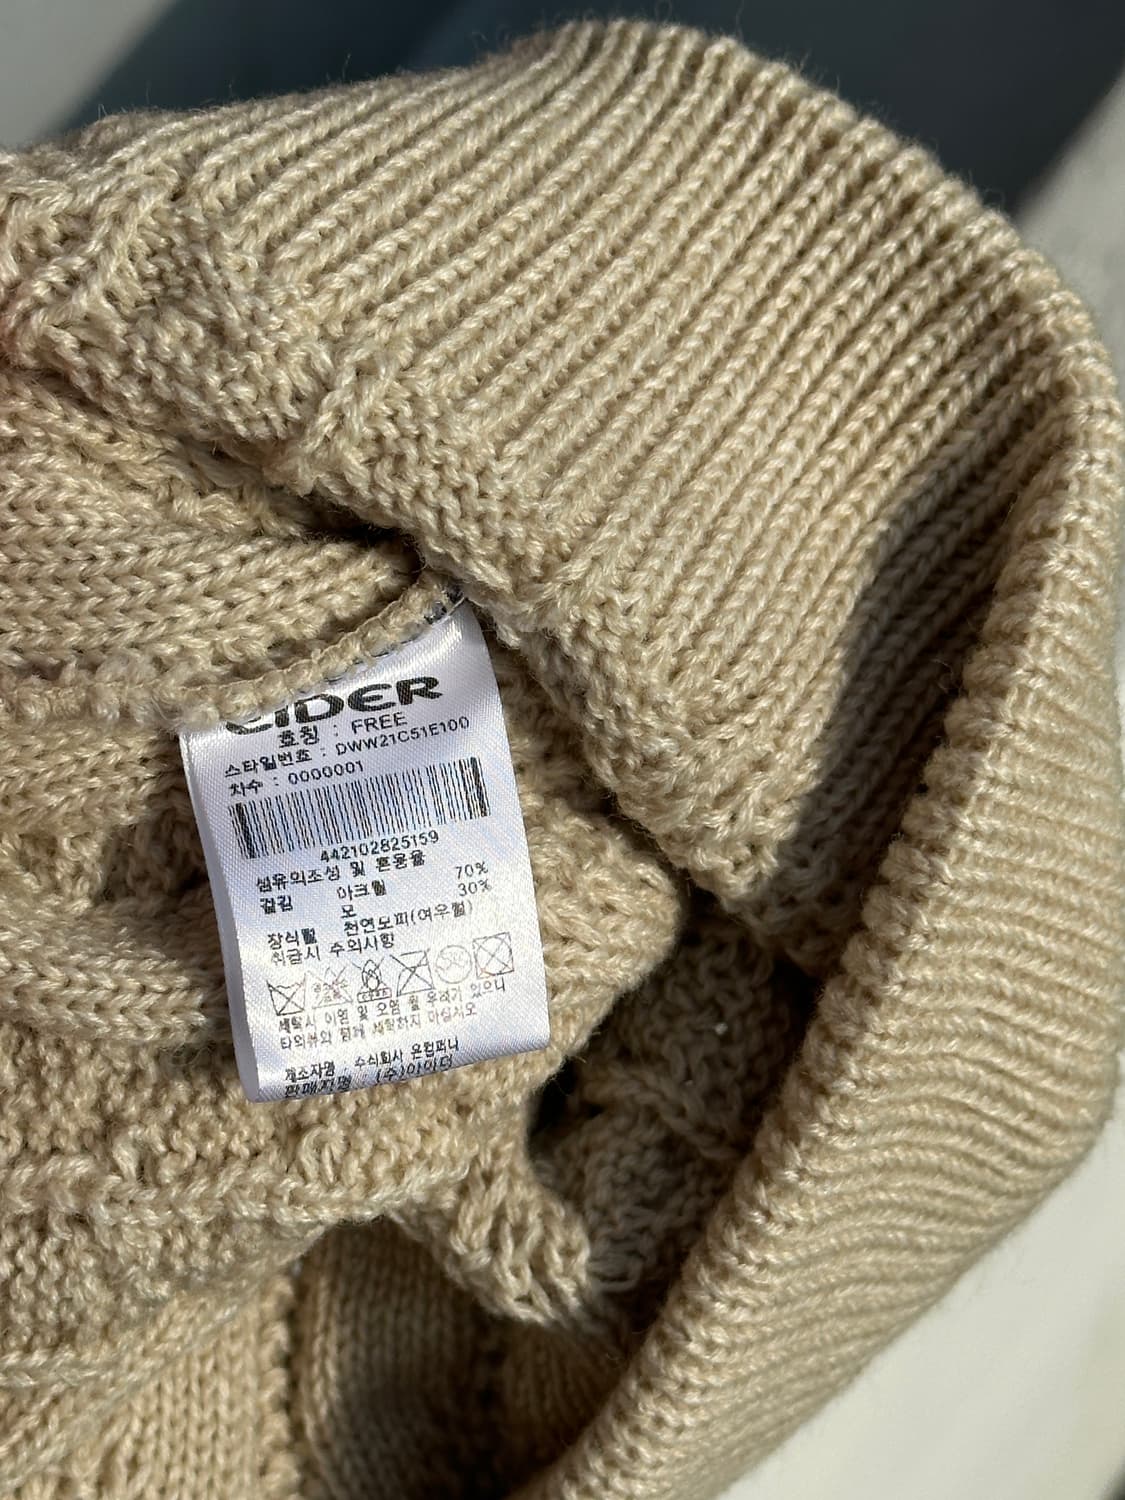 EIDER
호칭 : FREE
스타일번호 : DWW21C51E100
차수 : 0000001
442102825159
섬유의조성 및 혼용율
겉감 아크릴 70%
모 30%
장식털 천연모피(여우털)
취급시 주의사항
세탁시 이염 및 오염 될 우려가 있으니
타의류와 함께 세탁하지 마십시오
제조자명 : 주식회사 온컴퍼니
판매자명 : (주)아이더